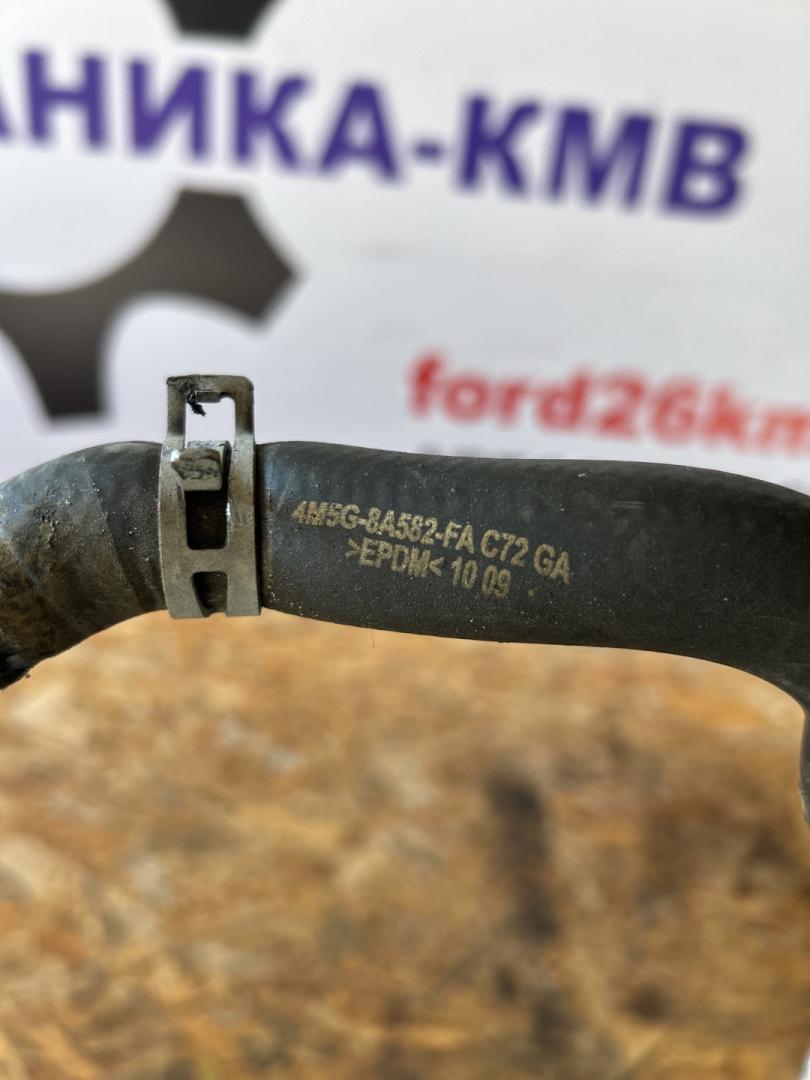 АНИКА-КМВ
ford26km
4M5G-8A582-FA C72 GA
>EPDM< 10 09